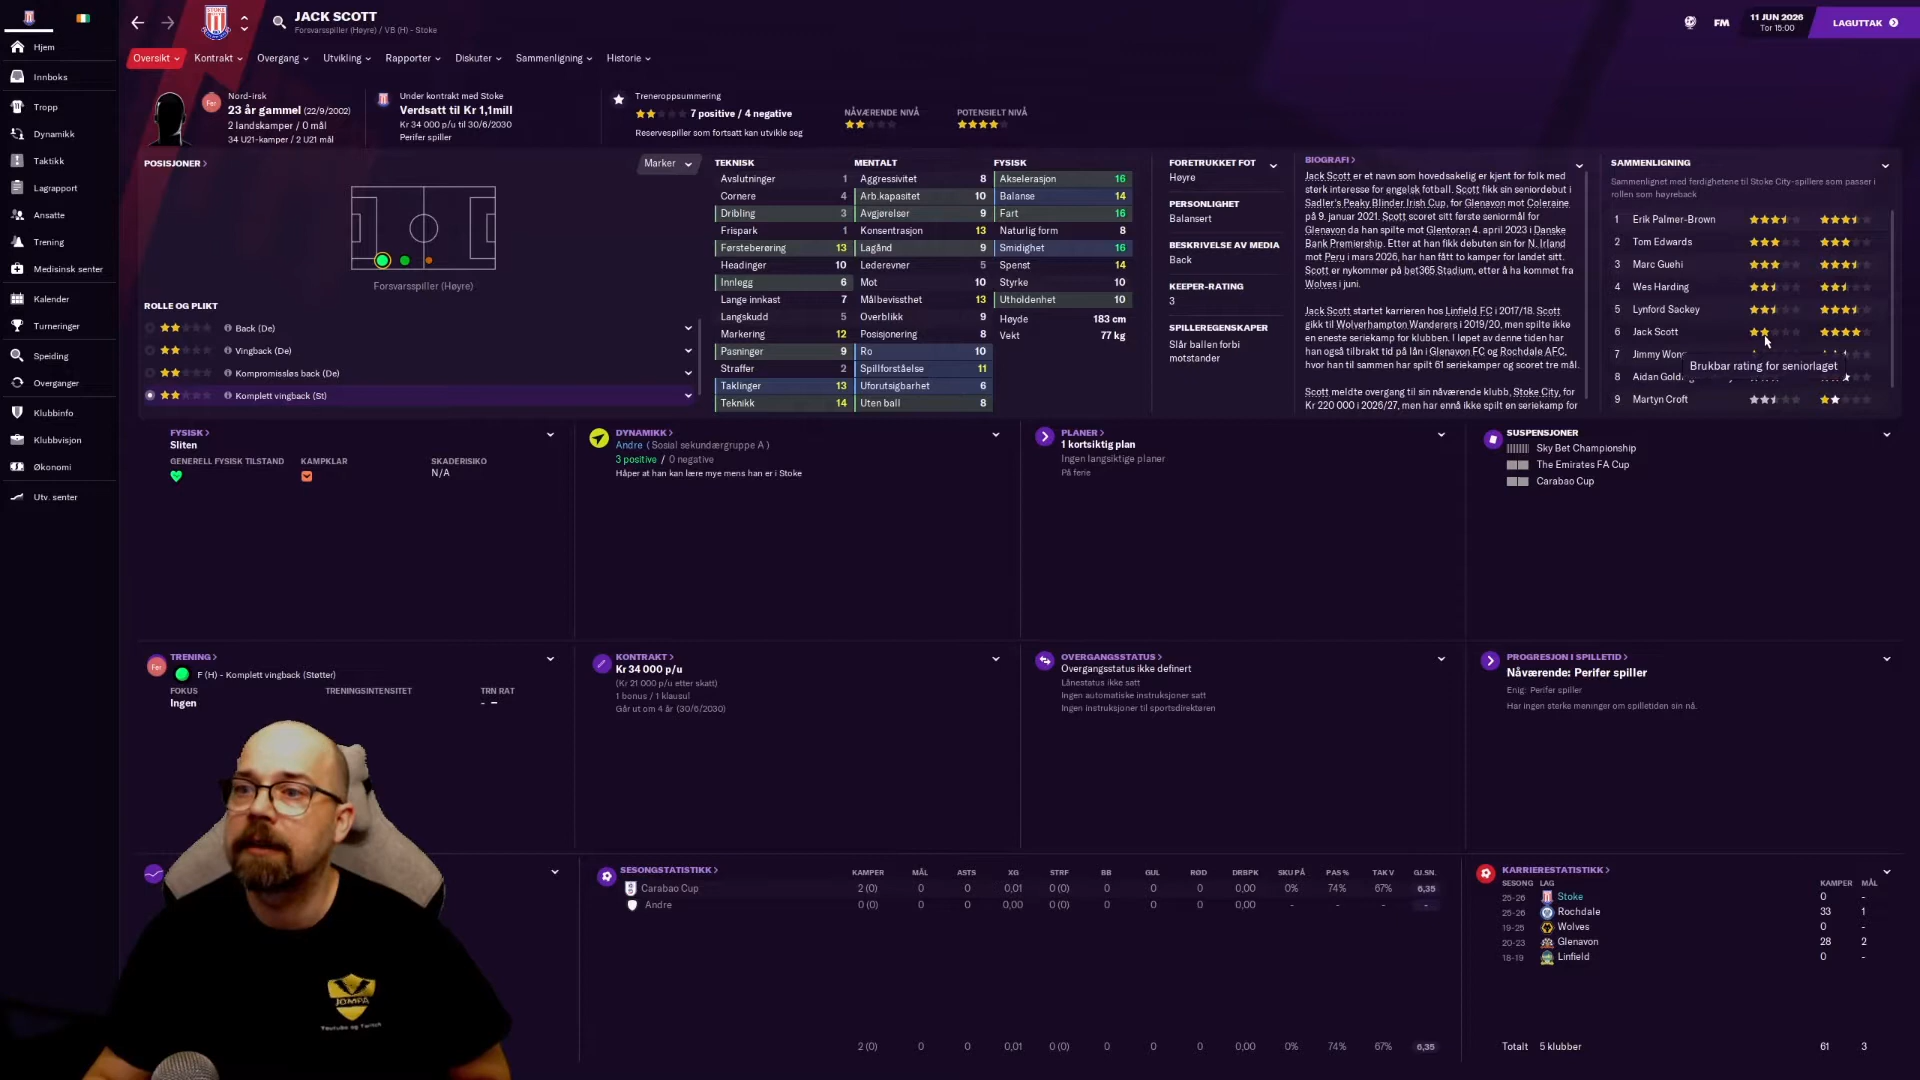 JACK SCOTT
Forsvarsspiller (Høyre) / VB (H) - Stoke
FM
11 JUN 2026
Tor 15:00
LAGUTTAK
Hjem
Innboks
Tropp
Dynamikk
Taktikk
Lagrapport
Ansatte
Trening
Medisinsk senter
Kalender
Turneringer
Speiding
Overganger
Klubbinfo
Klubbvisjon
Økonomi
Utv. senter
Oversikt
Kontrakt
Overgang
Utvikling
Rapporter
Diskuter
Sammenligning
Historie
Fer
Nord-irsk
23 år gammel (22/9/2002)
2 landskamper / 0 mål
34 U21-kamper / 2 U21 mål
Under kontrakt med Stoke
Verdsatt til Kr 1,1mill
Kr 34 000 p/u til 30/6/2030
Perifer spiller
Treneroppsummering
7 positive / 4 negative
Reservespiller som fortsatt kan utvikle seg
NÅVÆRENDE NIVÅ
POTENSIELT NIVÅ
POSISJONER
Marker
Forsvarsspiller (Høyre)
ROLLE OG PLIKT
Back (De)
Vingback (De)
Kompromissløs back (De)
Komplett vingback (St)
TEKNISK
Avslutninger 1
Cornere 4
Dribling 3
Frispark 1
Førsteberøring 13
Headinger 10
Innlegg 6
Lange innkast 7
Langskudd 5
Markering 12
Pasninger 9
Straffer 2
Taklinger 13
Teknikk 14
MENTALT
Aggressivitet 8
Arb.kapasitet 10
Avgjørelser 9
Konsentrasjon 13
Lagånd 9
Lederevner 5
Mot 10
Målbevissthet 13
Overblikk 9
Posisjonering 8
Ro 10
Spillforståelse 11
Uforutsigbarhet 6
Uten ball 8
FYSISK
Akselerasjon 16
Balanse 14
Fart 16
Naturlig form 8
Smidighet 16
Spenst 14
Styrke 10
Utholdenhet 10
Høyde 183 cm
Vekt 77 kg
FORETRUKKET FOT
Høyre
PERSONLIGHET
Balansert
BESKRIVELSE AV MEDIA
Back
KEEPER-RATING
3
SPILLEREGENSKAPER
Slår ballen forbi
motstander
BIOGRAFI
Jack Scott er et navn som hovedsakelig er kjent for folk med
sterk interesse for engelsk fotball. Scott fikk sin seniordebut i
Sadler's Peaky Blinder Irish Cup, for Glenavon mot Coleraine
på 9. januar 2021. Scott scoret sitt første seniormål for
Glenavon da han spilte mot Glentoran 4. april 2023 i Danske
Bank Premiership. Etter at han fikk debuten sin for N. Irland
mot Peru i mars 2026, har han fått to kamper for landet sitt.
Scott er nykommer på bet365 Stadium, etter å ha kommet fra
Wolves i juni.
Jack Scott startet karrieren hos Linfield FC i 2017/18. Scott
gikk til Wolverhampton Wanderers i 2019/20, men spilte ikke
en eneste seriekamp for klubben. I løpet av denne tiden har
han også tilbrakt tid på lån i Glenavon FC og Rochdale AFC,
hvor han til sammen har spilt 61 seriekamper og scoret tre mål.
Scott meldte overgang til sin nåværende klubb, Stoke City, for
Kr 220 000 i 2026/27, men har ennå ikke spilt en seriekamp for
SAMMENLIGNING
Sammenlignet med ferdighetene til Stoke City-spillere som passer i
rollen som høyreback
1 Erik Palmer-Brown
2 Tom Edwards
3 Marc Guehi
4 Wes Harding
5 Lynford Sackey
6 Jack Scott
7 Jimmy
8 Aidan
9 Martyn Croft
Brukbar rating for seniorlaget
FYSISK
Sliten
GENERELL FYSISK TILSTAND
KAMPKLAR
SKADERISIKO
N/A
DYNAMIKK
Andre (Sosial sekundærgruppe A)
3 positive / 0 negative
Håper at han kan lære mye mens han er i Stoke
PLANER
1 kortsiktig plan
Ingen langsiktige planer
På ferie
SUSPENSJONER
Sky Bet Championship
The Emirates FA Cup
Carabao Cup
Fer
TRENING
F (H) - Komplett vingback (Støtter)
FOKUS
Ingen
TRENINGSINTENSITET
TRN RAT
- –
KONTRAKT
Kr 34 000 p/u
(Kr 21 000 p/u etter skatt)
1 bonus / 1 klausul
Går ut om 4 år (30/6/2030)
OVERGANGSSTATUS
Overgangsstatus ikke definert
Lånestatus ikke satt
Ingen automatiske instruksjoner satt
Ingen instruksjoner til sportsdirektøren
PROGRESJON I SPILLETID
Nåværende: Perifer spiller
Enig: Perifer spiller
Har ingen sterke meninger om spilletiden sin nå.
SESONGSTATISTIKK KAMPER MÅL ASTS XG STRF BB GUL RØD DRBPK SKU PÅ PAS % TAK V GJ.SN.
Carabao Cup 2 (0) 0 0 0,01 0 (0) 0 0 0 0,00 0% 74% 67% 6,35
Andre 0 (0) 0 0 0,00 0 (0) 0 0 0 0,00 - - - -
2 (0) 0 0 0,01 0 (0) 0 0 0 0,00 0% 74% 67% 6,35
KARRIERESTATISTIKK
SESONG LAG KAMPER MÅL
25-26 Stoke 0 -
25-26 Rochdale 33 1
19-25 Wolves 0 -
20-23 Glenavon 28 2
18-19 Linfield 0 -
Totalt 5 klubber 61 3
JOMPA
Youtube og Twitch